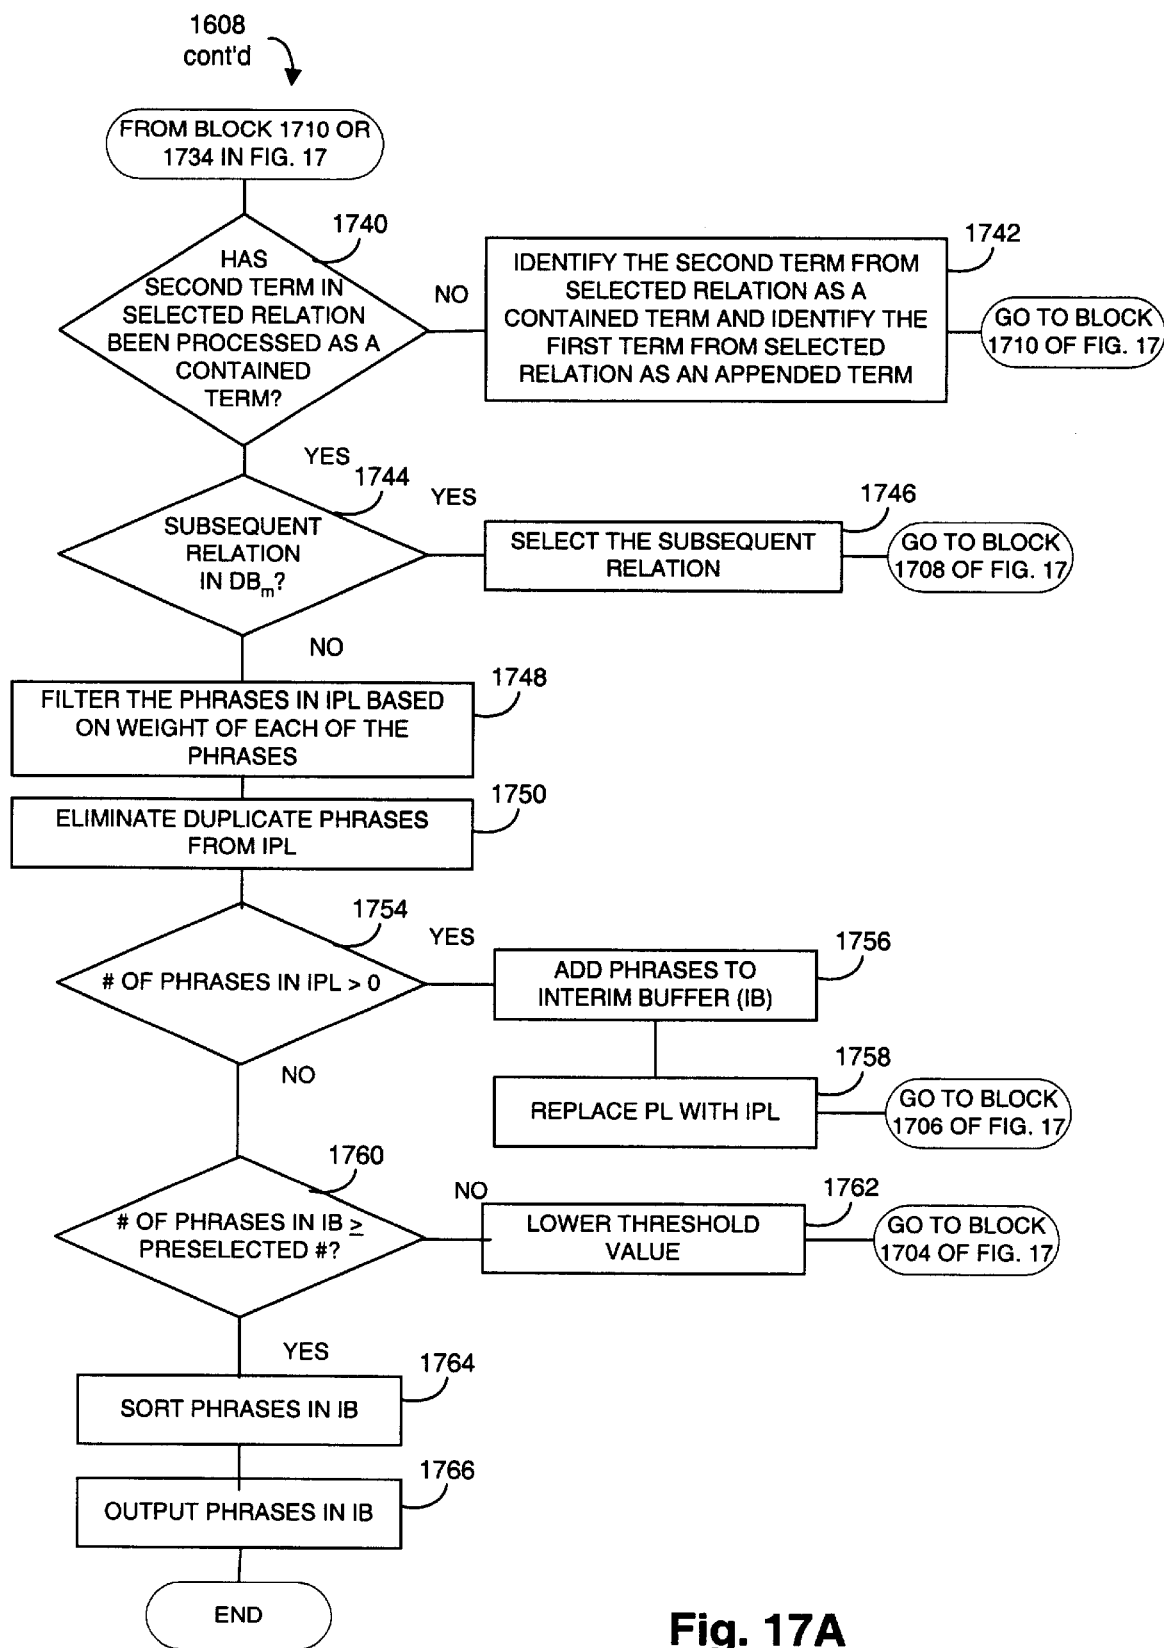 1608
cont'd
FROM BLOCK 1710 OR
1734 IN FIG. 17
1740
HAS
SECOND TERM IN
SELECTED RELATION
BEEN PROCESSED AS A
CONTAINED
TERM?
NO
1742
IDENTIFY THE SECOND TERM FROM
SELECTED RELATION AS A
CONTAINED TERM AND IDENTIFY THE
FIRST TERM FROM SELECTED
RELATION AS AN APPENDED TERM
GO TO BLOCK
1710 OF FIG. 17
YES
1744
SUBSEQUENT
RELATION
IN DBm?
YES
1746
SELECT THE SUBSEQUENT
RELATION
GO TO BLOCK
1708 OF FIG. 17
NO
1748
FILTER THE PHRASES IN IPL BASED
ON WEIGHT OF EACH OF THE
PHRASES
1750
ELIMINATE DUPLICATE PHRASES
FROM IPL
1754
# OF PHRASES IN IPL > 0
YES
1756
ADD PHRASES TO
INTERIM BUFFER (IB)
1758
REPLACE PL WITH IPL
GO TO BLOCK
1706 OF FIG. 17
NO
1760
# OF PHRASES IN IB ≥
PRESELECTED #?
NO
1762
LOWER THRESHOLD
VALUE
GO TO BLOCK
1704 OF FIG. 17
YES
1764
SORT PHRASES IN IB
1766
OUTPUT PHRASES IN IB
END
Fig. 17A